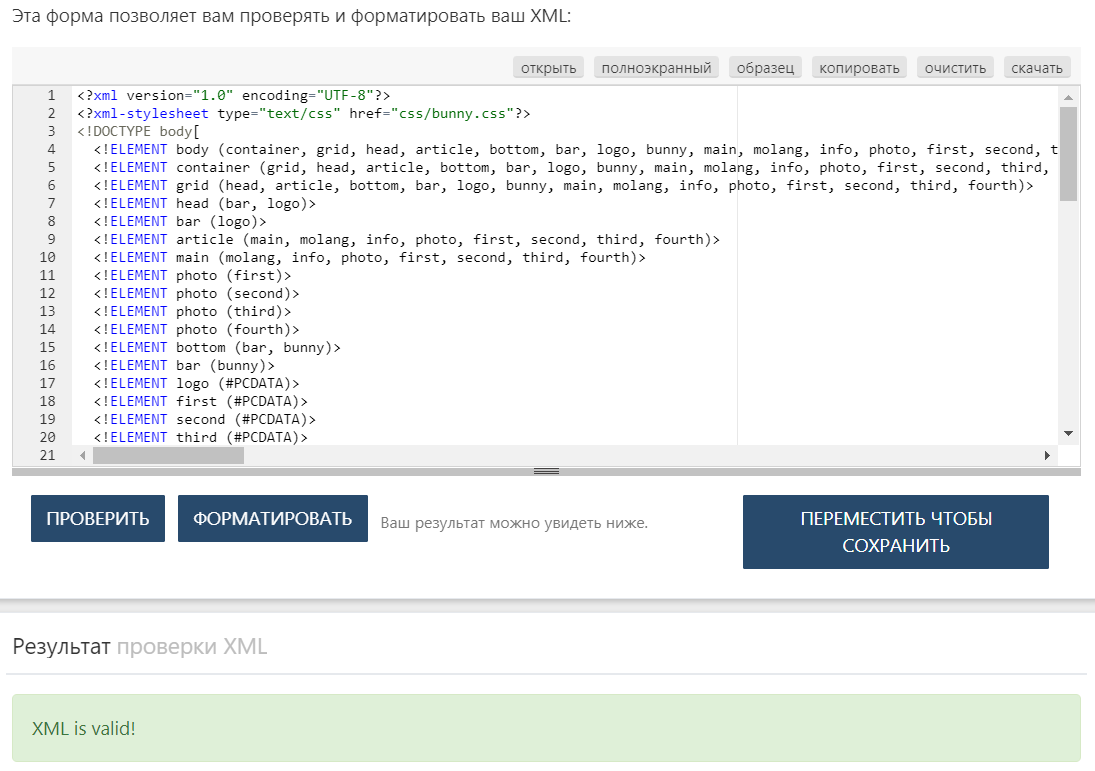 Эта форма позволяет вам проверять и форматировать ваш XML:
открыть полноэкранный образец копировать очистить скачать
1 <?xml version="1.0" encoding="UTF-8"?>
2 <?xml-stylesheet type="text/css" href="css/bunny.css"?>
3 <!DOCTYPE body[
4 <!ELEMENT body (container, grid, head, article, bottom, bar, logo, bunny, main, molang, info, photo, first, second, t
5 <!ELEMENT container (grid, head, article, bottom, bar, logo, bunny, main, molang, info, photo, first, second, third,
6 <!ELEMENT grid (head, article, bottom, bar, logo, bunny, main, molang, info, photo, first, second, third, fourth)>
7 <!ELEMENT head (bar, logo)>
8 <!ELEMENT bar (logo)>
9 <!ELEMENT article (main, molang, info, photo, first, second, third, fourth)>
10 <!ELEMENT main (molang, info, photo, first, second, third, fourth)>
11 <!ELEMENT photo (first)>
12 <!ELEMENT photo (second)>
13 <!ELEMENT photo (third)>
14 <!ELEMENT photo (fourth)>
15 <!ELEMENT bottom (bar, bunny)>
16 <!ELEMENT bar (bunny)>
17 <!ELEMENT logo (#PCDATA)>
18 <!ELEMENT first (#PCDATA)>
19 <!ELEMENT second (#PCDATA)>
20 <!ELEMENT third (#PCDATA)>
21
ПРОВЕРИТЬ ФОРМАТИРОВАТЬ Ваш результат можно увидеть ниже.
ПЕРЕМЕСТИТЬ ЧТОБЫ
СОХРАНИТЬ
Результат проверки XML
XML is valid!